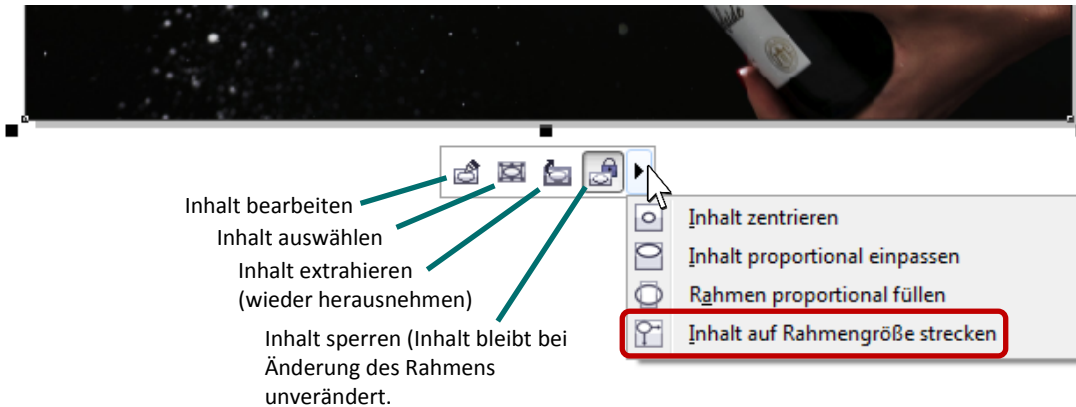 Inhalt bearbeiten
Inhalt auswählen
Inhalt extrahieren
(wieder herausnehmen)
Inhalt sperren (Inhalt bleibt bei
Änderung des Rahmens
unverändert.
Inhalt zentrieren
Inhalt proportional einpassen
Rahmen proportional füllen
Inhalt auf Rahmengröße strecken